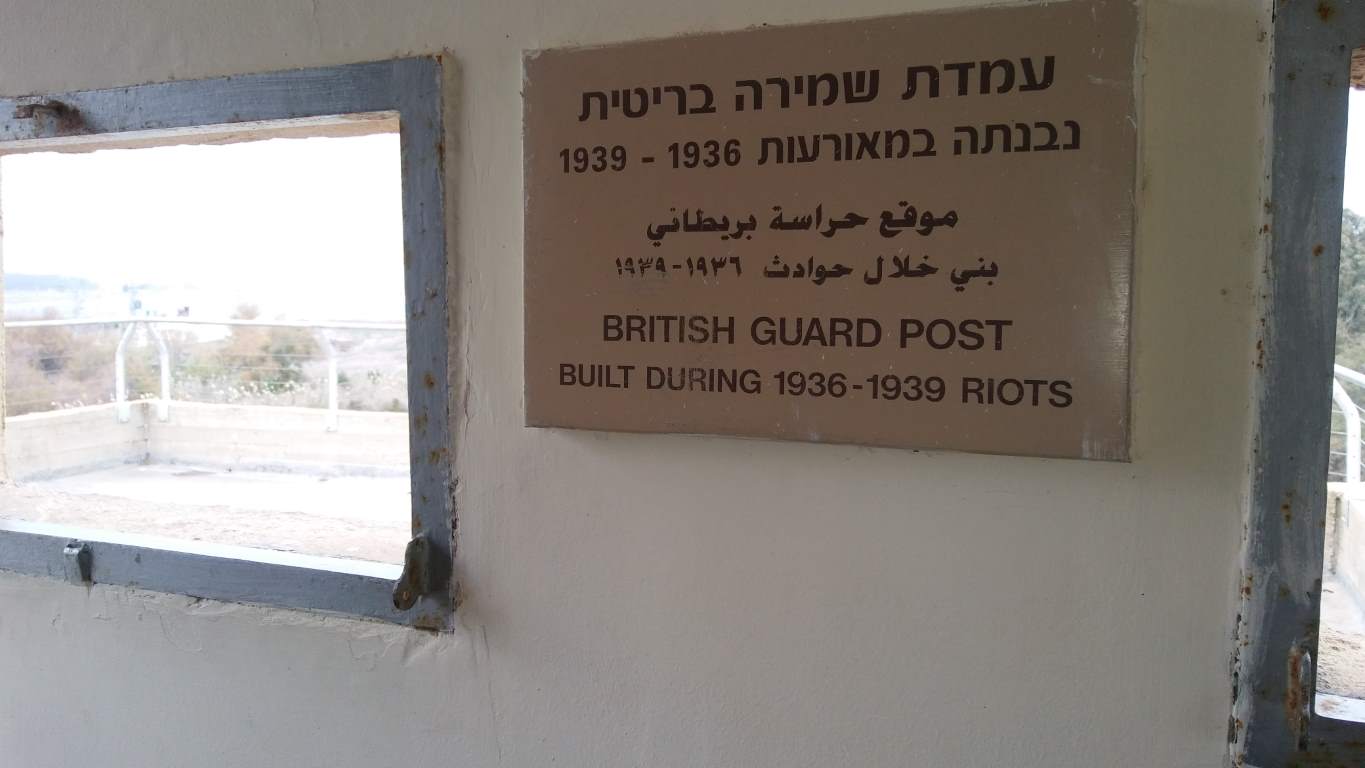 עמדת שמירה בריטית
נבנתה במאורעות 1936 - 1939
موقع حراسة بريطاني
بني خلال حوادث ١٩٣٦-١٩٣٩
BRITISH GUARD POST
BUILT DURING 1936-1939 RIOTS